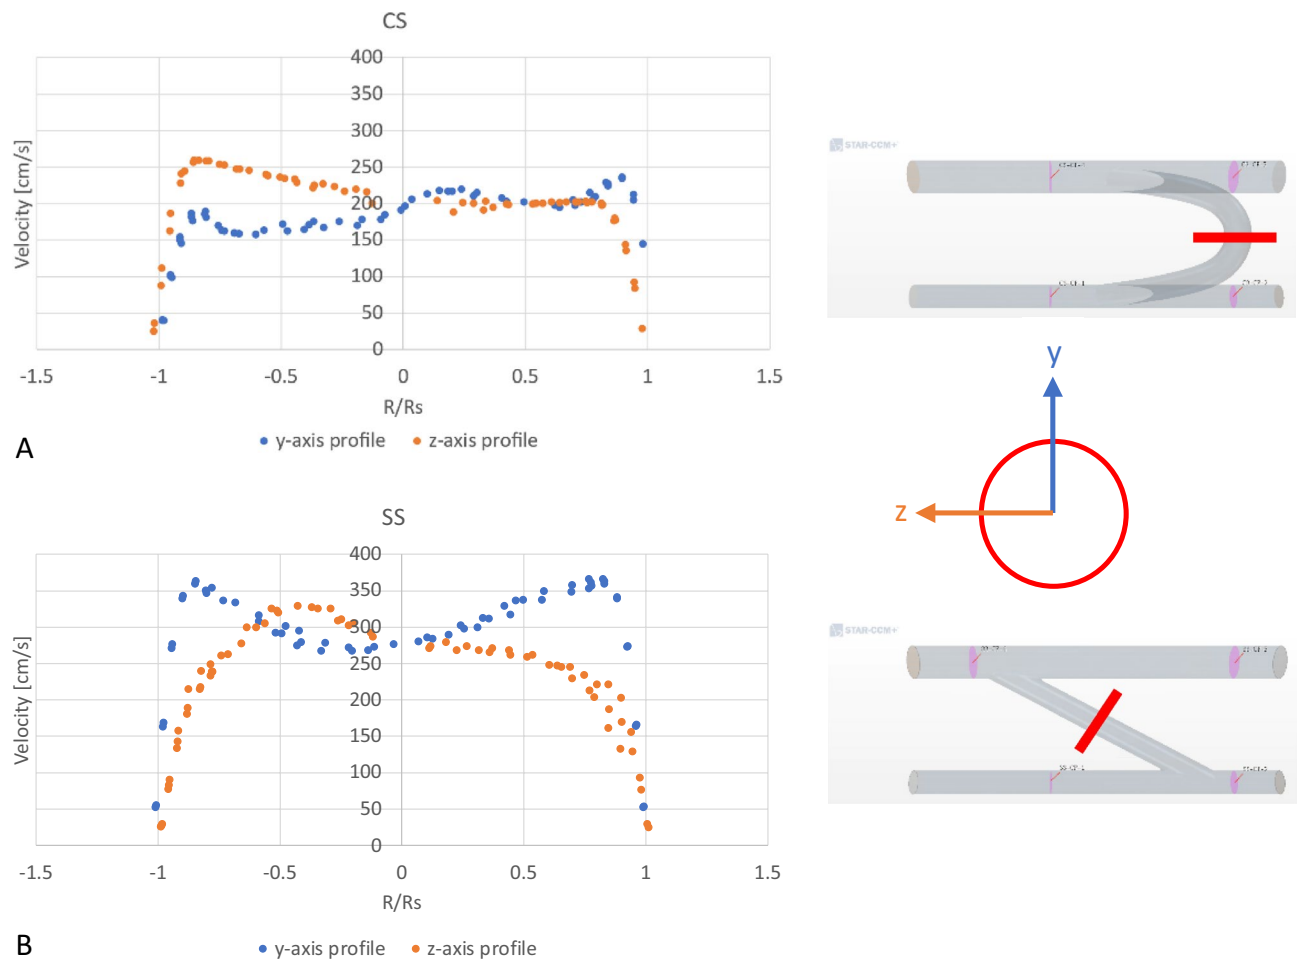 CS
400
350
300
250
200
150
100
50
0
Velocity [cm/s]
-1.5 -1 -0.5 0 0.5 1 1.5
R/Rs
y-axis profile z-axis profile
A
STAR-CCM+
y
z
SS
400
350
300
250
200
150
100
50
0
Velocity [cm/s]
-1.5 -1 -0.5 0 0.5 1 1.5
R/Rs
y-axis profile z-axis profile
B
STAR-CCM+